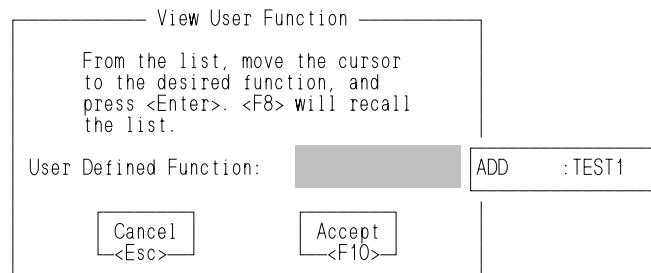 View User Function
From the list, move the cursor
to the desired function, and
press <Enter>. <F8> will recall
the list.
User Defined Function:
ADD :TEST1
Cancel
<Esc>
Accept
<F10>